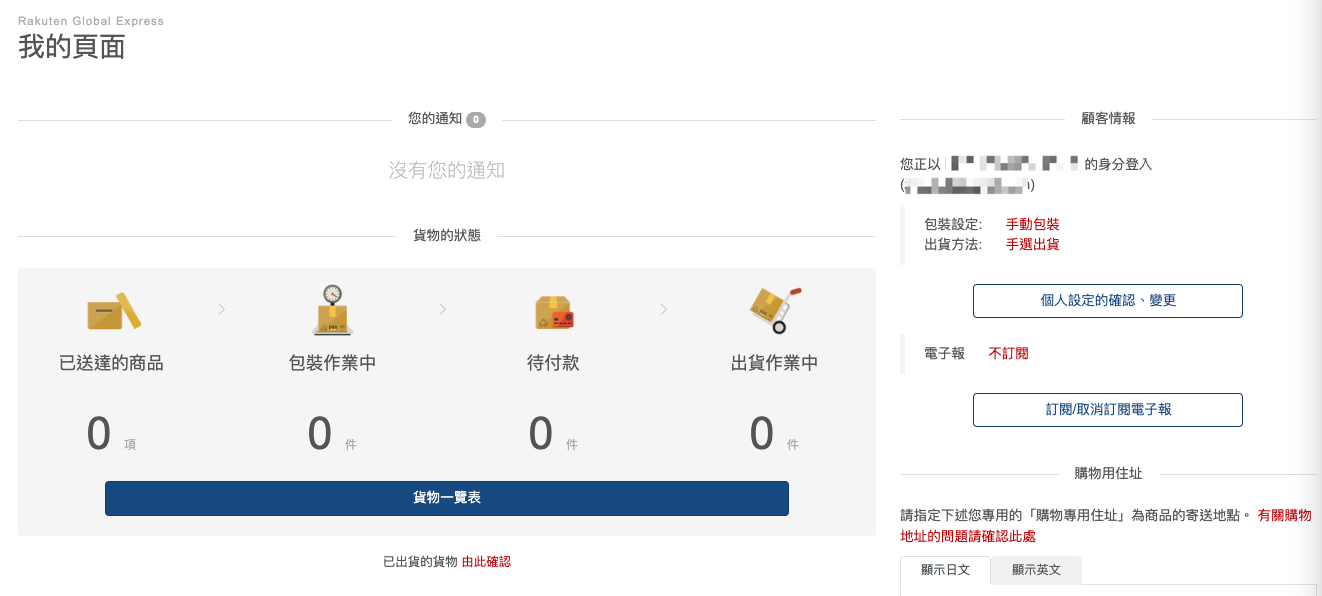 Rakuten Global Express
我的頁面
您的通知 0
沒有您的通知
貨物的狀態
已送達的商品
包裝作業中
待付款
出貨作業中
0 項
0 件
0 件
0 件
貨物一覽表
已出貨的貨物 由此確認
顧客情報
您正以 的身分登入
( )
包裝設定: 手動包裝
出貨方法: 手選出貨
個人設定的確認、變更
電子報 不訂閱
訂閱/取消訂閱電子報
購物用住址
請指定下述您專用的「購物專用住址」為商品的寄送地點。 有關購物
地址的問題請確認此處
顯示日文
顯示英文